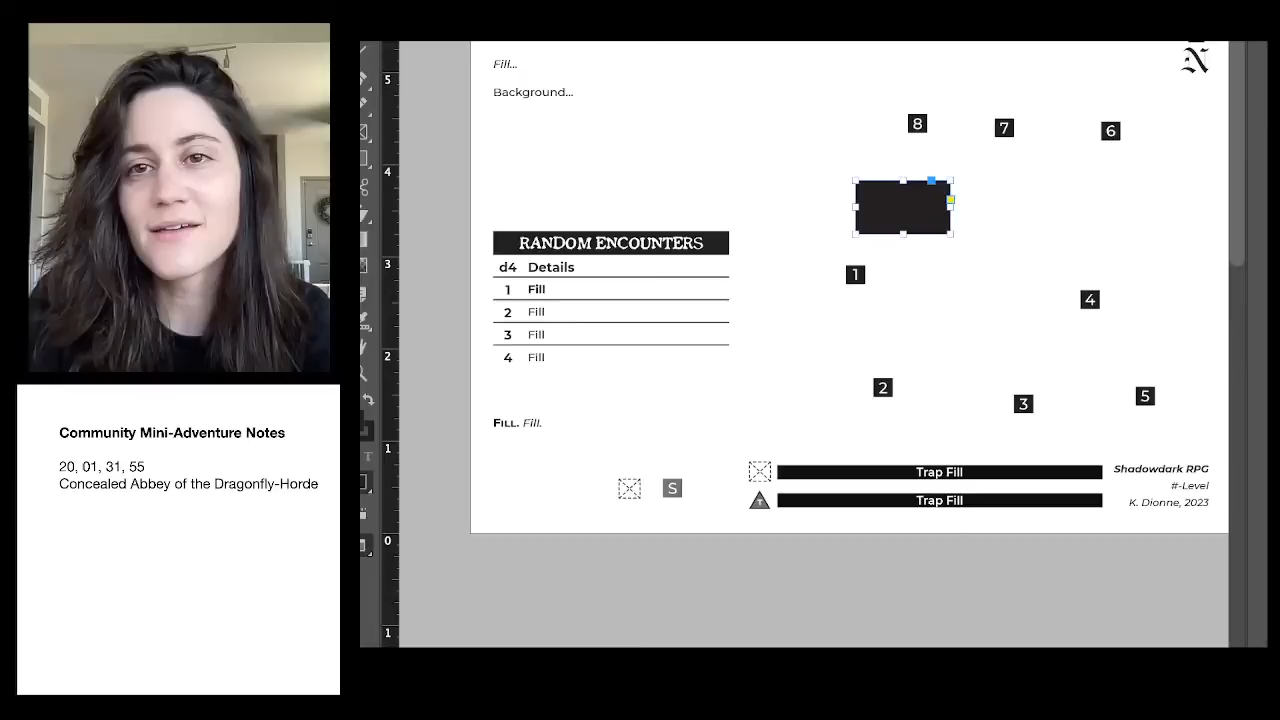 Community Mini-Adventure Notes
20, 01, 31, 55
Concealed Abbey of the Dragonfly-Horde
5
4
3
2
1
0
1
Fill...
Background...
N
8
7
6
RANDOM ENCOUNTERS
d4 Details
1 Fill
2 Fill
3 Fill
4 Fill
1
4
2
3
5
FILL. Fill.
S
Trap Fill
T
Trap Fill
Shadowdark RPG
#-Level
K. Dionne, 2023